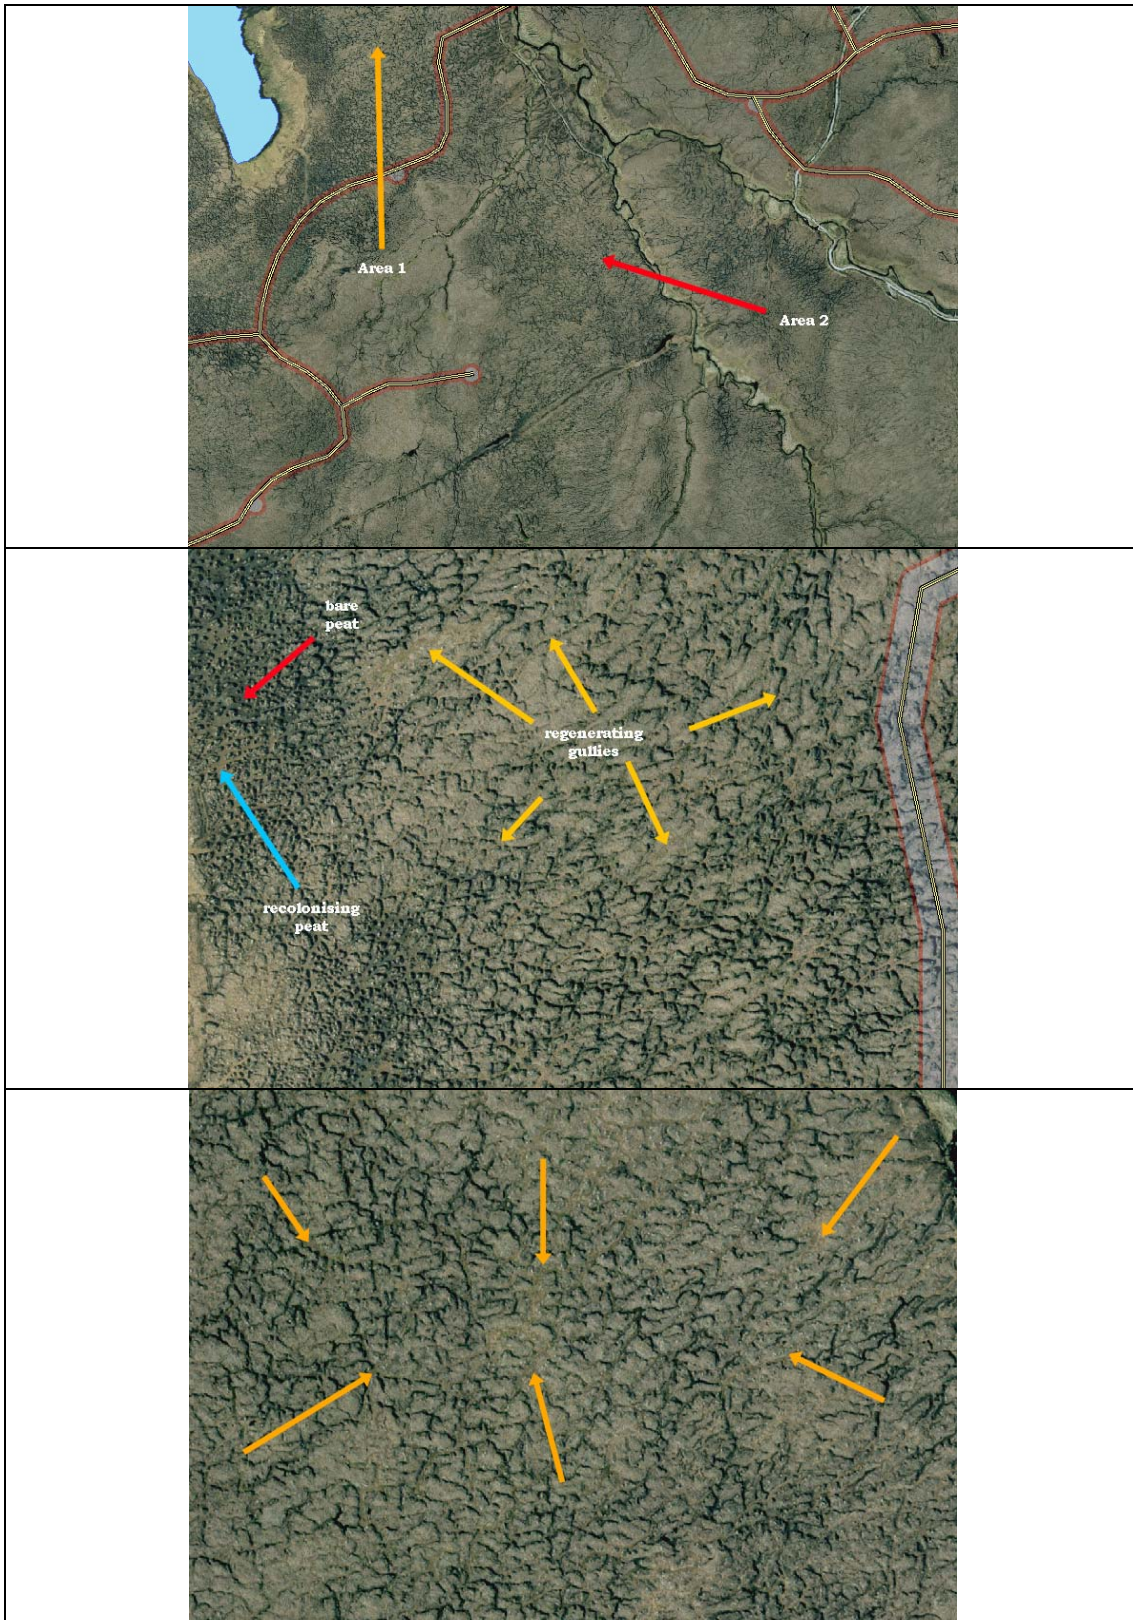 Area 1
Area 2
bare
peat
regenerating
gullies
recolonising
peat